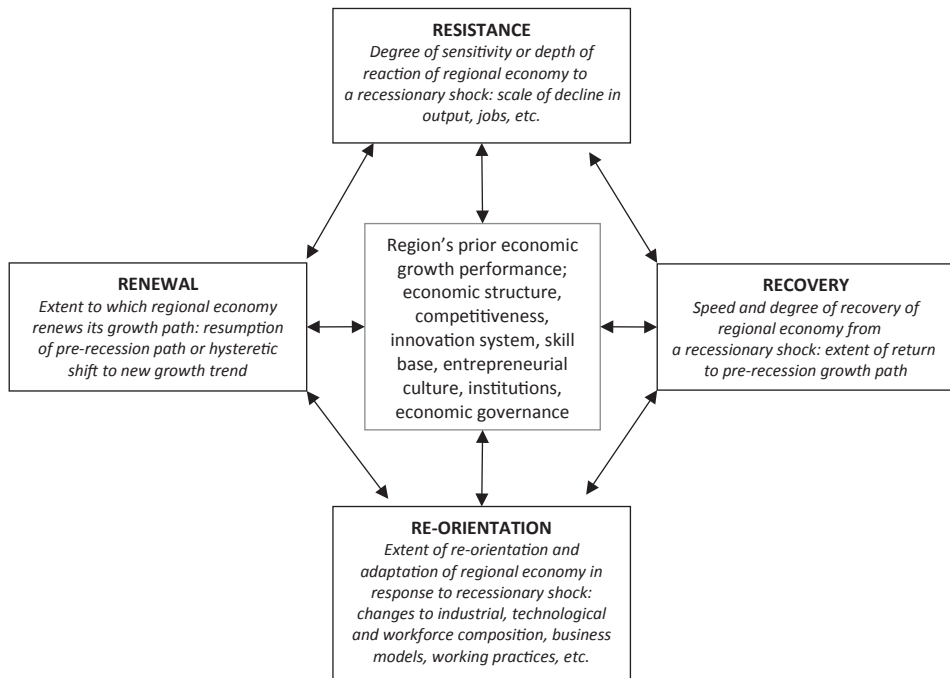 RESISTANCE
Degree of sensitivity or depth of
reaction of regional economy to
a recessionary shock: scale of decline in
output, jobs, etc.
RENEWAL
Extent to which regional economy
renews its growth path: resumption
of pre-recession path or hysteretic
shift to new growth trend
Region's prior economic
growth performance;
economic structure,
competitiveness,
innovation system, skill
base, entrepreneurial
culture, institutions,
economic governance
RECOVERY
Speed and degree of recovery of
regional economy from
a recessionary shock: extent of return
to pre-recession growth path
RE-ORIENTATION
Extent of re-orientation and
adaptation of regional economy in
response to recessionary shock:
changes to industrial, technological
and workforce composition, business
models, working practices, etc.